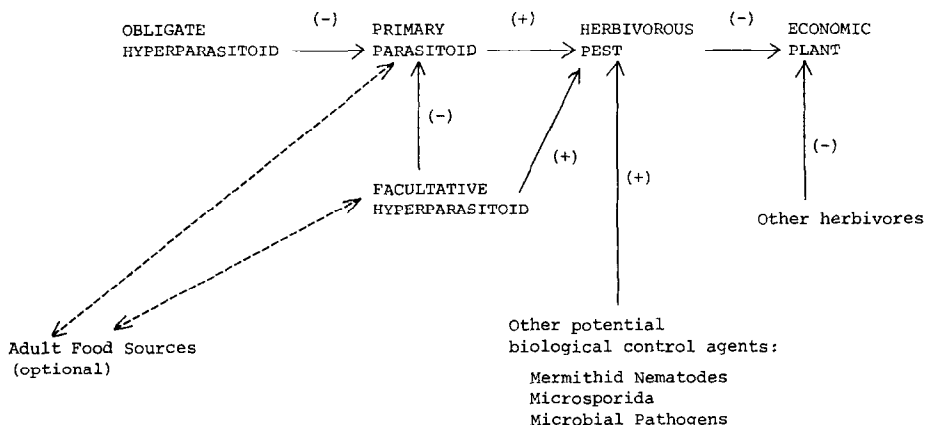 (-)
(+)
(-)
OBLIGATE
HYPERPARASITOID
PRIMARY
PARASITOID
HERBIVOROUS
PEST
ECONOMIC
PLANT
(-)
(+)
(+)
(-)
FACULTATIVE
HYPERPARASITOID
Other herbivores
Adult Food Sources
(optional)
Other potential
biological control agents:
Mermithid Nematodes
Microsporida
Microbial Pathogens